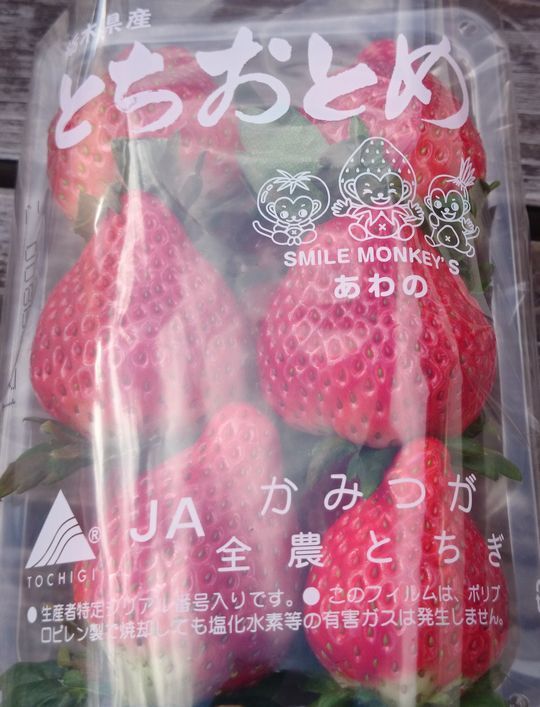 栃木県産
とちおとめ
SMILE MONKEY'S
あわの
JA かみつが
全農とちぎ
TOCHIGI ®
●生産者特定シリアル番号入りです。●このフィルムは、ポリプ
ロピレン製で焼却しても塩化水素等の有害ガスは発生しません。